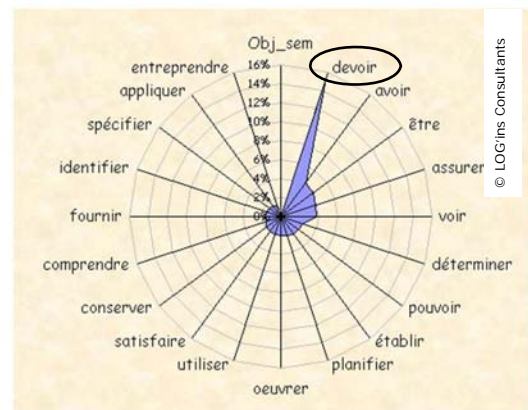 Obj_sem
devoir
avoir
être
assurer
voir
déterminer
pouvoir
établir
planifier
oeuvrer
utiliser
satisfaire
conserver
comprendre
fournir
identifier
spécifier
appliquer
entreprendre
16%
14%
12%
10%
8%
6%
4%
2%
0%
© LOG'ins Consultants